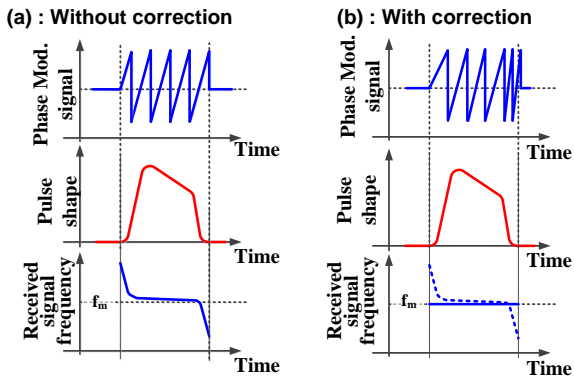 (a) : Without correction
Phase Mod.
signal
Time
Pulse
shape
Time
Received
signal
frequency
fm
Time
(b) : With correction
Phase Mod.
signal
Time
Pulse
shape
Time
Received
signal
frequency
fm
Time